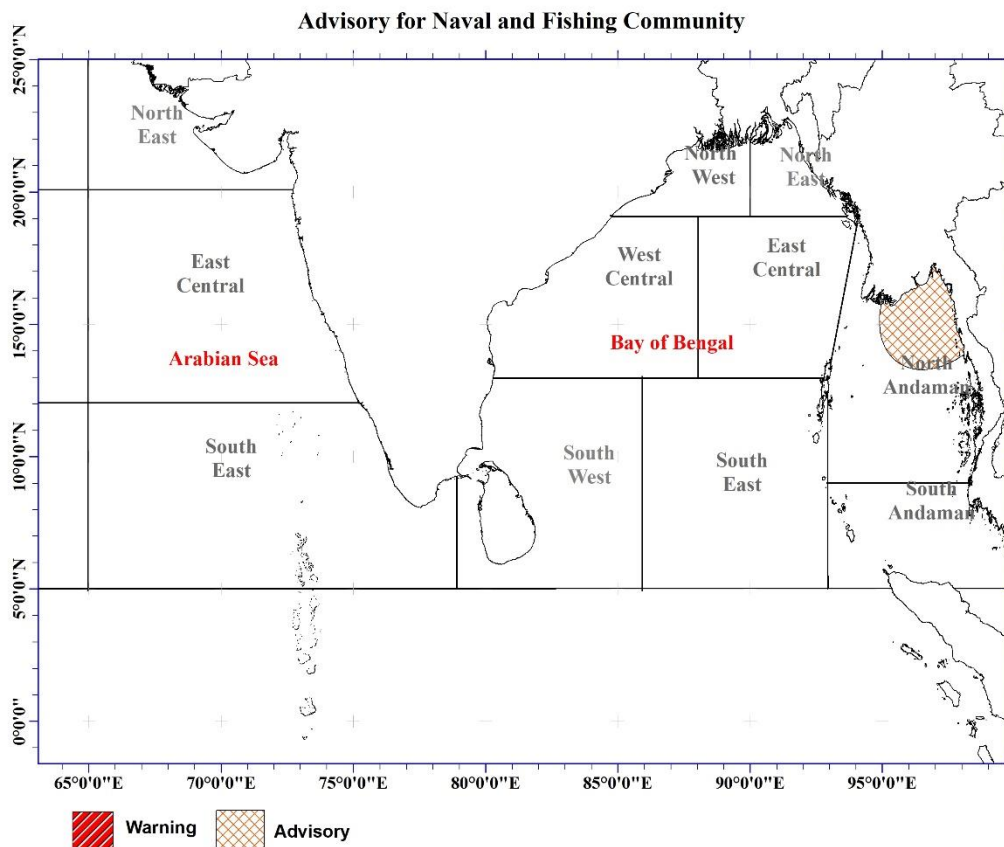 Advisory for Naval and Fishing Community
25°0'0"N
20°0'0"N
15°0'0"N
10°0'0"N
5°0'0"N
0°0'0"
North
East
East
Central
Arabian Sea
South
East
North
West
North
East
West
Central
East
Central
Bay of Bengal
South
West
South
East
North
Andaman
South
Andaman
65°0'0"E
70°0'0"E
75°0'0"E
80°0'0"E
85°0'0"E
90°0'0"E
95°0'0"E
Warning
Advisory